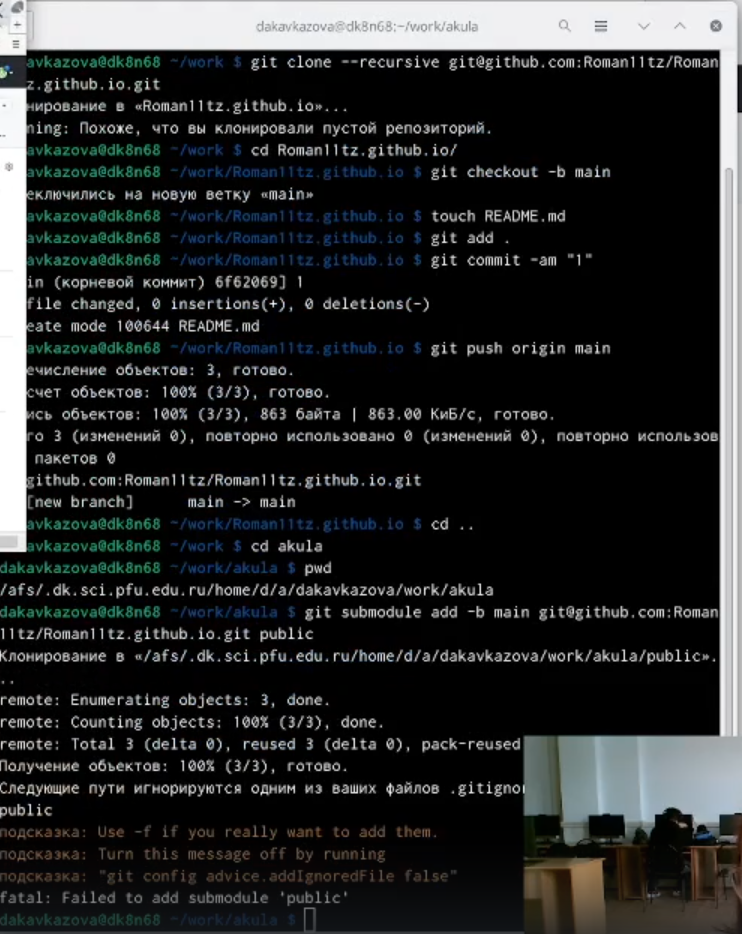 dakavkazova@dk8n68:~/work/akula
avkazova@dk8n68 ~/work $ git clone --recursive git@github.com:Roman11tz/Roman
z.github.io.git
нирование в «Roman11tz.github.io»...
ning: Похоже, что вы клонировали пустой репозиторий.
avkazova@dk8n68 ~/work $ cd Roman11tz.github.io/
avkazova@dk8n68 ~/work/Roman11tz.github.io $ git checkout -b main
еключились на новую ветку «main»
avkazova@dk8n68 ~/work/Roman11tz.github.io $ touch README.md
avkazova@dk8n68 ~/work/Roman11tz.github.io $ git add .
avkazova@dk8n68 ~/work/Roman11tz.github.io $ git commit -am "1"
in (корневой коммит) 6f62069] 1
file changed, 0 insertions(+), 0 deletions(-)
eate mode 100644 README.md
avkazova@dk8n68 ~/work/Roman11tz.github.io $ git push origin main
ечисление объектов: 3, готово.
счет объектов: 100% (3/3), готово.
ись объектов: 100% (3/3), 863 байта | 863.00 КиБ/с, готово.
го 3 (изменений 0), повторно использовано 0 (изменений 0), повторно использов
пакетов 0
github.com:Roman11tz/Roman11tz.github.io.git
[new branch]      main -> main
avkazova@dk8n68 ~/work/Roman11tz.github.io $ cd ..
avkazova@dk8n68 ~/work $ cd akula
dakavkazova@dk8n68 ~/work/akula $ pwd
/afs/.dk.sci.pfu.edu.ru/home/d/a/dakavkazova/work/akula
dakavkazova@dk8n68 ~/work/akula $ git submodule add -b main git@github.com:Roman
11tz/Roman11tz.github.io.git public
Клонирование в «/afs/.dk.sci.pfu.edu.ru/home/d/a/dakavkazova/work/akula/public».
..
remote: Enumerating objects: 3, done.
remote: Counting objects: 100% (3/3), done.
remote: Total 3 (delta 0), reused 3 (delta 0), pack-reused
Получение объектов: 100% (3/3), готово.
Следующие пути игнорируются одним из ваших файлов .gitigno
public
подсказка: Use -f if you really want to add them.
подсказка: Turn this message off by running
подсказка: "git config advice.addIgnoredFile false"
fatal: Failed to add submodule 'public'
dakavkazova@dk8n68 ~/work/akula $